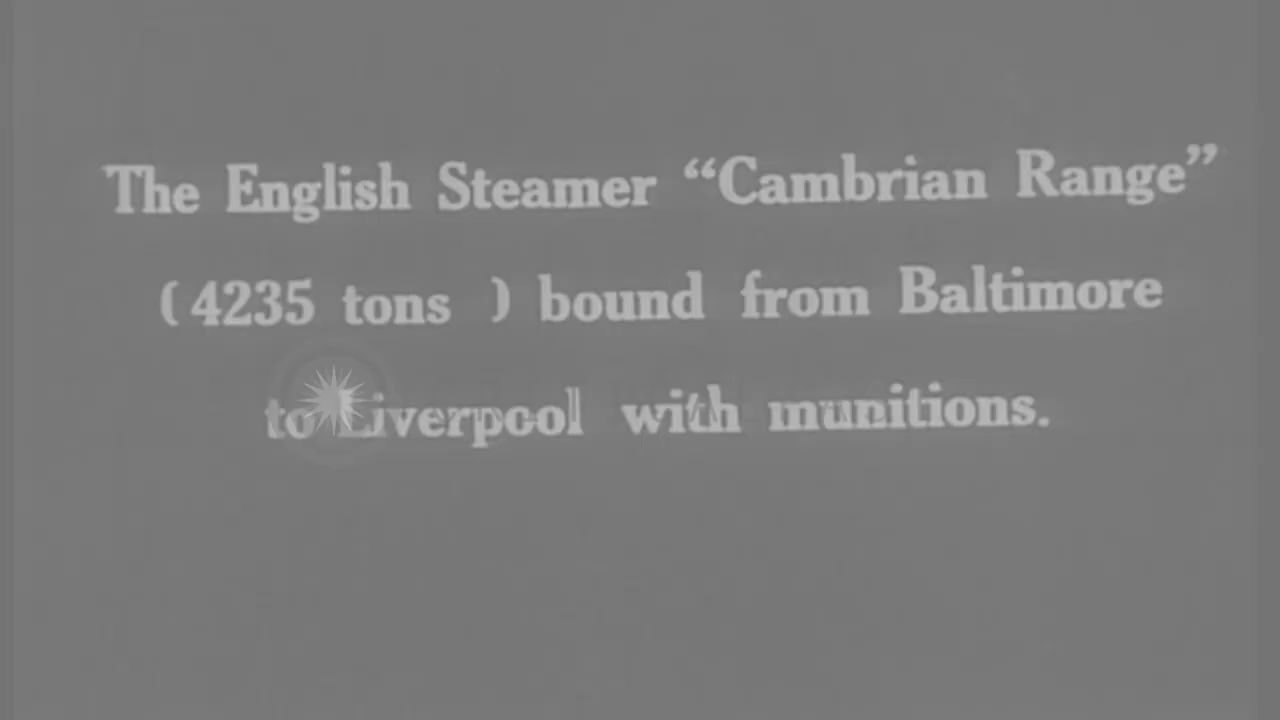 The English Steamer “Cambrian Range”
(4235 tons ) bound from Baltimore
to Liverpool with munitions.